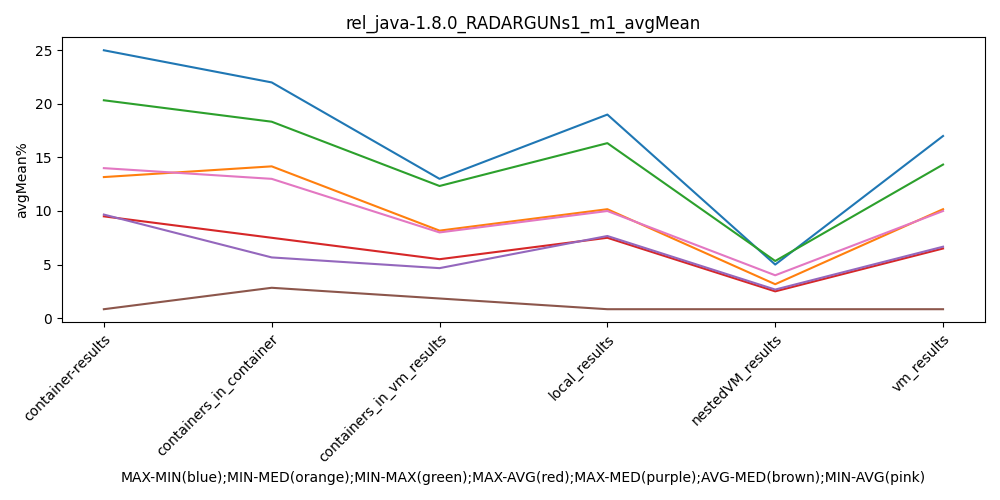 rel_java-1.8.0_RADARGUNs1_m1_avgMean
avgMean%
25
20
15
10
5
0
container-results
containers_in_container
containers_in_vm_results
local_results
nestedVM_results
vm_results
MAX-MIN(blue);MIN-MED(orange);MIN-MAX(green);MAX-AVG(red);MAX-MED(purple);AVG-MED(brown);MIN-AVG(pink)